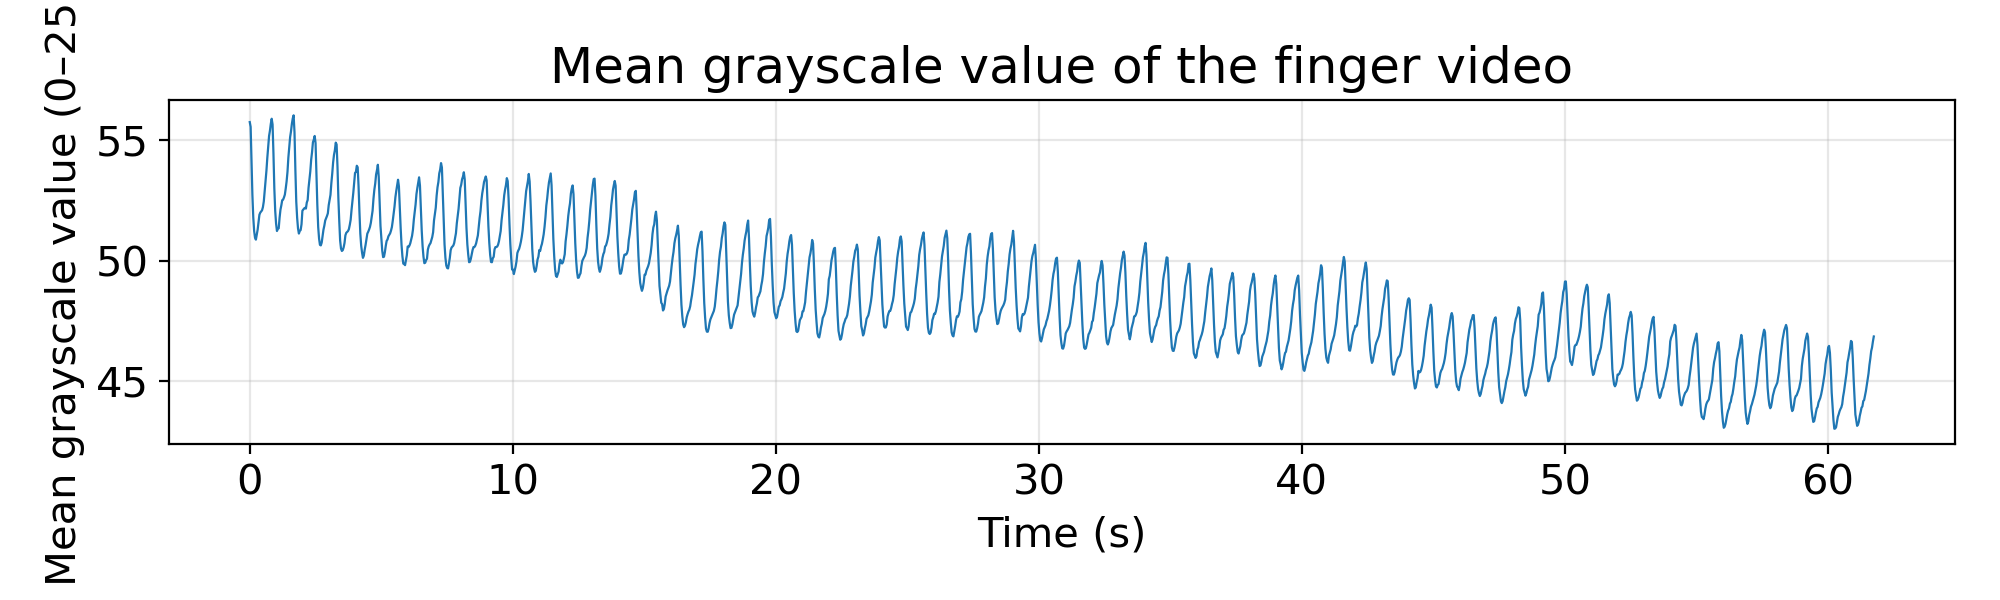 Mean grayscale value of the finger video
Mean grayscale value (0–25
55
50
45
0 10 20 30 40 50 60
Time (s)